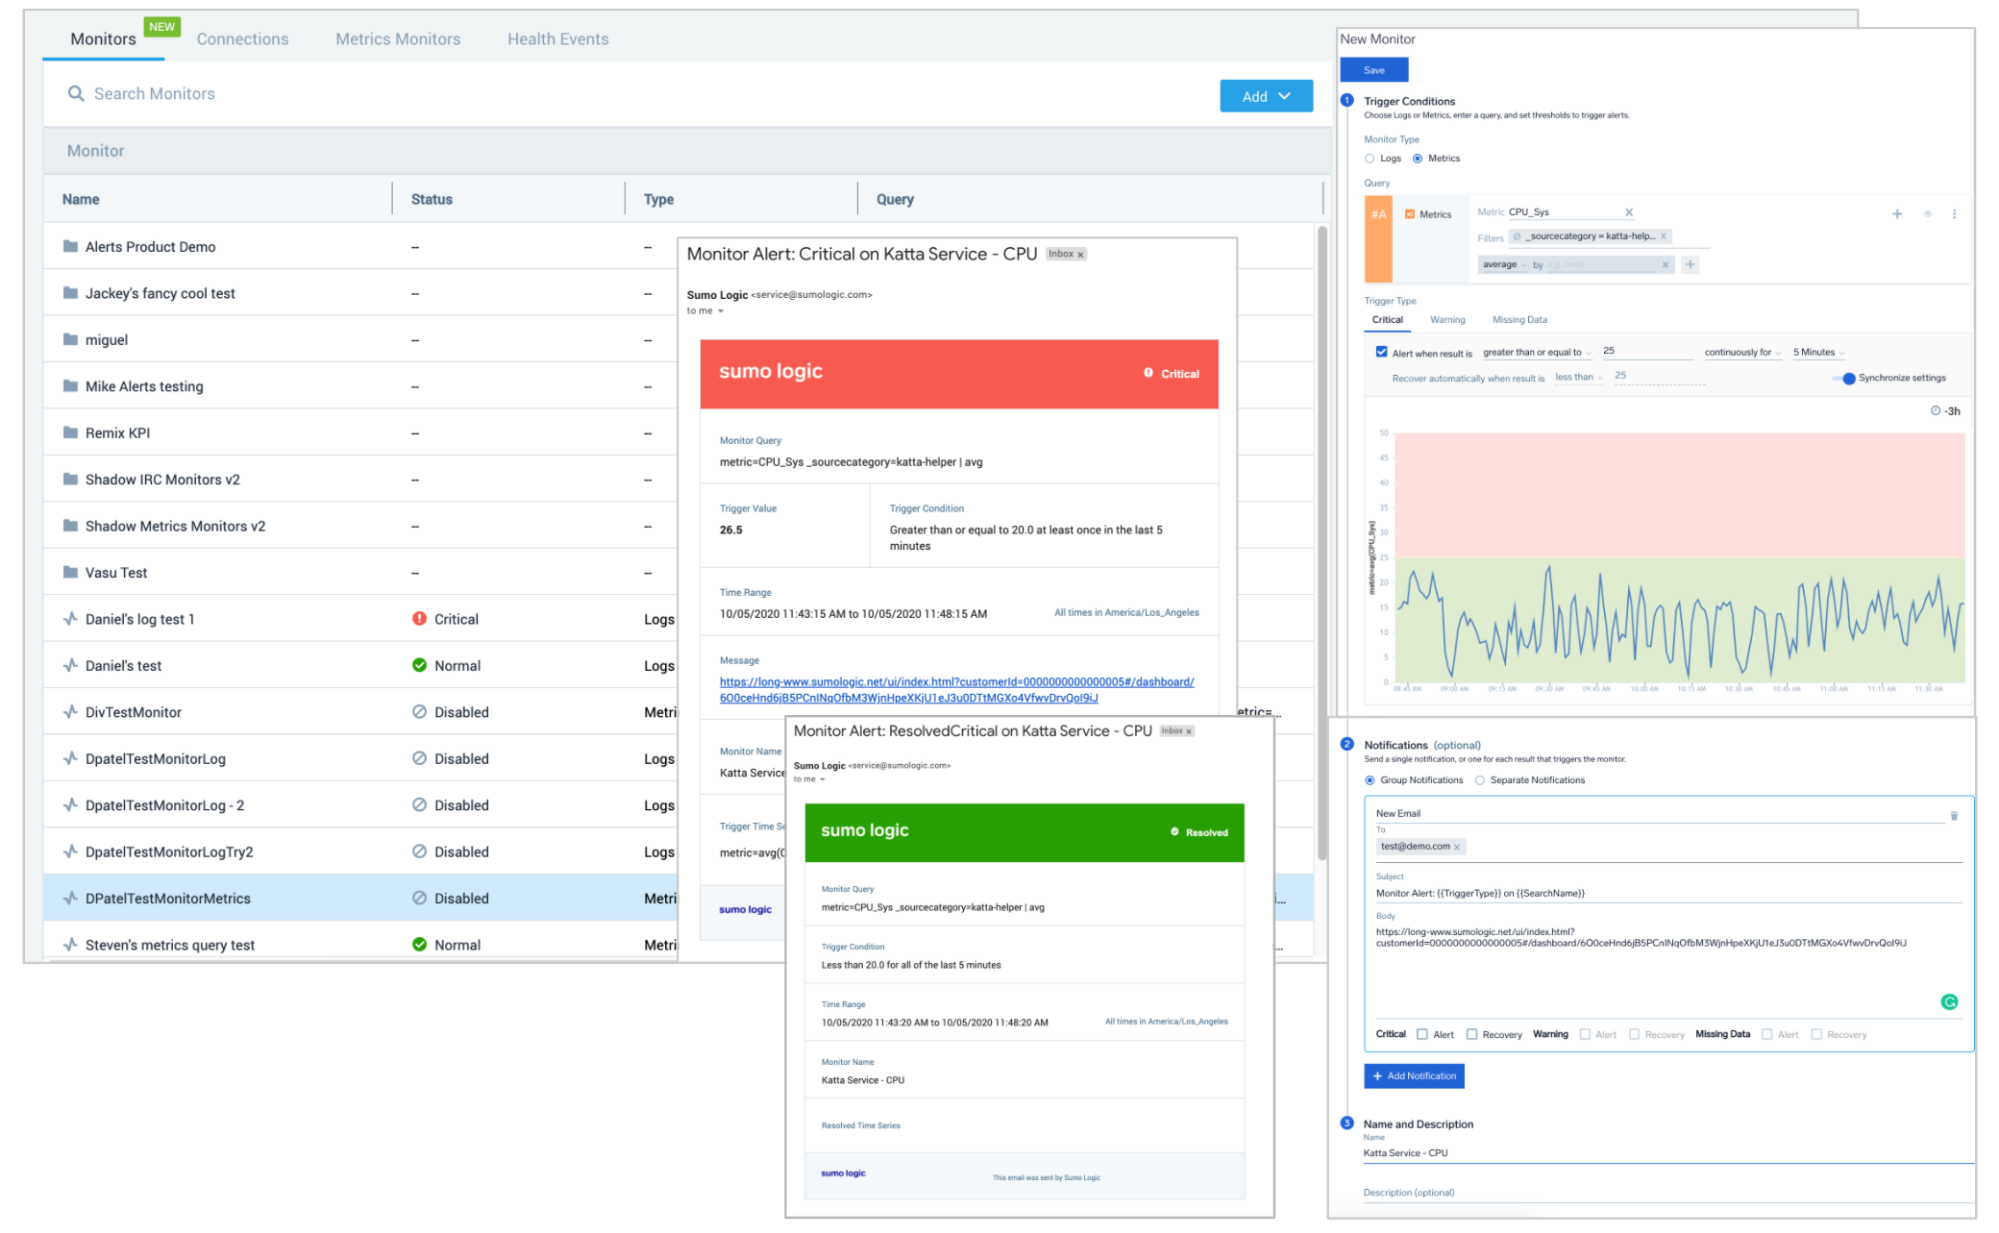 Monitors
NEW
Connections
Metrics Monitors
Health Events
Search Monitors
Add
Monitor
Name
Status
Type
Query
Alerts Product Demo
--
--
Jackey's fancy cool test
--
--
miguel
--
--
Mike Alerts testing
--
--
Remix KPI
--
--
Shadow IRC Monitors v2
--
--
Shadow Metrics Monitors v2
--
--
Vasu Test
--
--
Daniel's log test 1
Critical
Logs
Daniel's test
Normal
Logs
DivTestMonitor
Disabled
Metri
etric=...
DpatelTestMonitorLog
Disabled
Logs
DpatelTestMonitorLog - 2
Disabled
Logs
DpatelTestMonitorLogTry2
Disabled
Logs
DPatelTestMonitorMetrics
Disabled
Metri
i...
Steven's metrics query test
Normal
Metri
...
Monitor Alert: Critical on Katta Service - CPU
Inbox x
Sumo Logic <service@sumologic.com>
to me
sumo logic
Critical
Monitor Query
metric=CPU_Sys _sourcecategory=katta-helper | avg
Trigger Value
26.5
Trigger Condition
Greater than or equal to 20.0 at least once in the last 5
minutes
Time Range
10/05/2020 11:43:15 AM to 10/05/2020 11:48:15 AM
All times in America/Los_Angeles
Message
https://long-www.sumologic.net/ui/index.html?customerId=0000000000000005#/dashboard/
6O0ceHnd6jB5PCnINqOfbM3WjnHpeXKjU1eJ3u0DTtMGXo4VfwvDrvQoI9iJ
Monitor Name
Katta Service
Trigger Time Se
metric=avg(C
sumo logic
Monitor Alert: ResolvedCritical on Katta Service - CPU
Inbox x
Sumo Logic <service@sumologic.com>
to me
sumo logic
Resolved
Monitor Query
metric=CPU_Sys _sourcecategory=katta-helper | avg
Trigger Condition
Less than 20.0 for all of the last 5 minutes
Time Range
10/05/2020 11:43:20 AM to 10/05/2020 11:48:20 AM
All times in America/Los_Angeles
Monitor Name
Katta Service - CPU
Resolved Time Series
sumo logic
This email was sent by Sumo Logic
New Monitor
Save
1
Trigger Conditions
Choose Logs or Metrics, enter a query, and set thresholds to trigger alerts.
Monitor Type
Logs
Metrics
Query
#A
Metrics
Metric CPU_Sys
Filters
_sourcecategory = katta-help...
average
by e.g. node
Trigger Type
Critical
Warning
Missing Data
Alert when result is greater than or equal to 25 continuously for 5 Minutes
Recover automatically when result is less than 25
Synchronize settings
-3h
metric=avg(CPU_Sys)
50
45
40
35
30
25
20
15
10
5
0
08:45 AM
09:00 AM
09:15 AM
09:30 AM
09:45 AM
10:00 AM
10:15 AM
10:30 AM
10:45 AM
11:00 AM
11:15 AM
11:30 AM
2
Notifications (optional)
Send a single notification, or one for each result that triggers the monitor.
Group Notifications
Separate Notifications
New Email
To
test@demo.com
Subject
Monitor Alert: {{TriggerType}} on {{SearchName}}
Body
https://long-www.sumologic.net/ui/index.html?
customerId=0000000000000005#/dashboard/6O0ceHnd6jB5PCnINqOfbM3WjnHpeXKjU1eJ3u0DTtMGXo4VfwvDrvQoI9iJ
Critical
Alert
Recovery
Warning
Alert
Recovery
Missing Data
Alert
Recovery
+ Add Notification
3
Name and Description
Name
Katta Service - CPU
Description (optional)